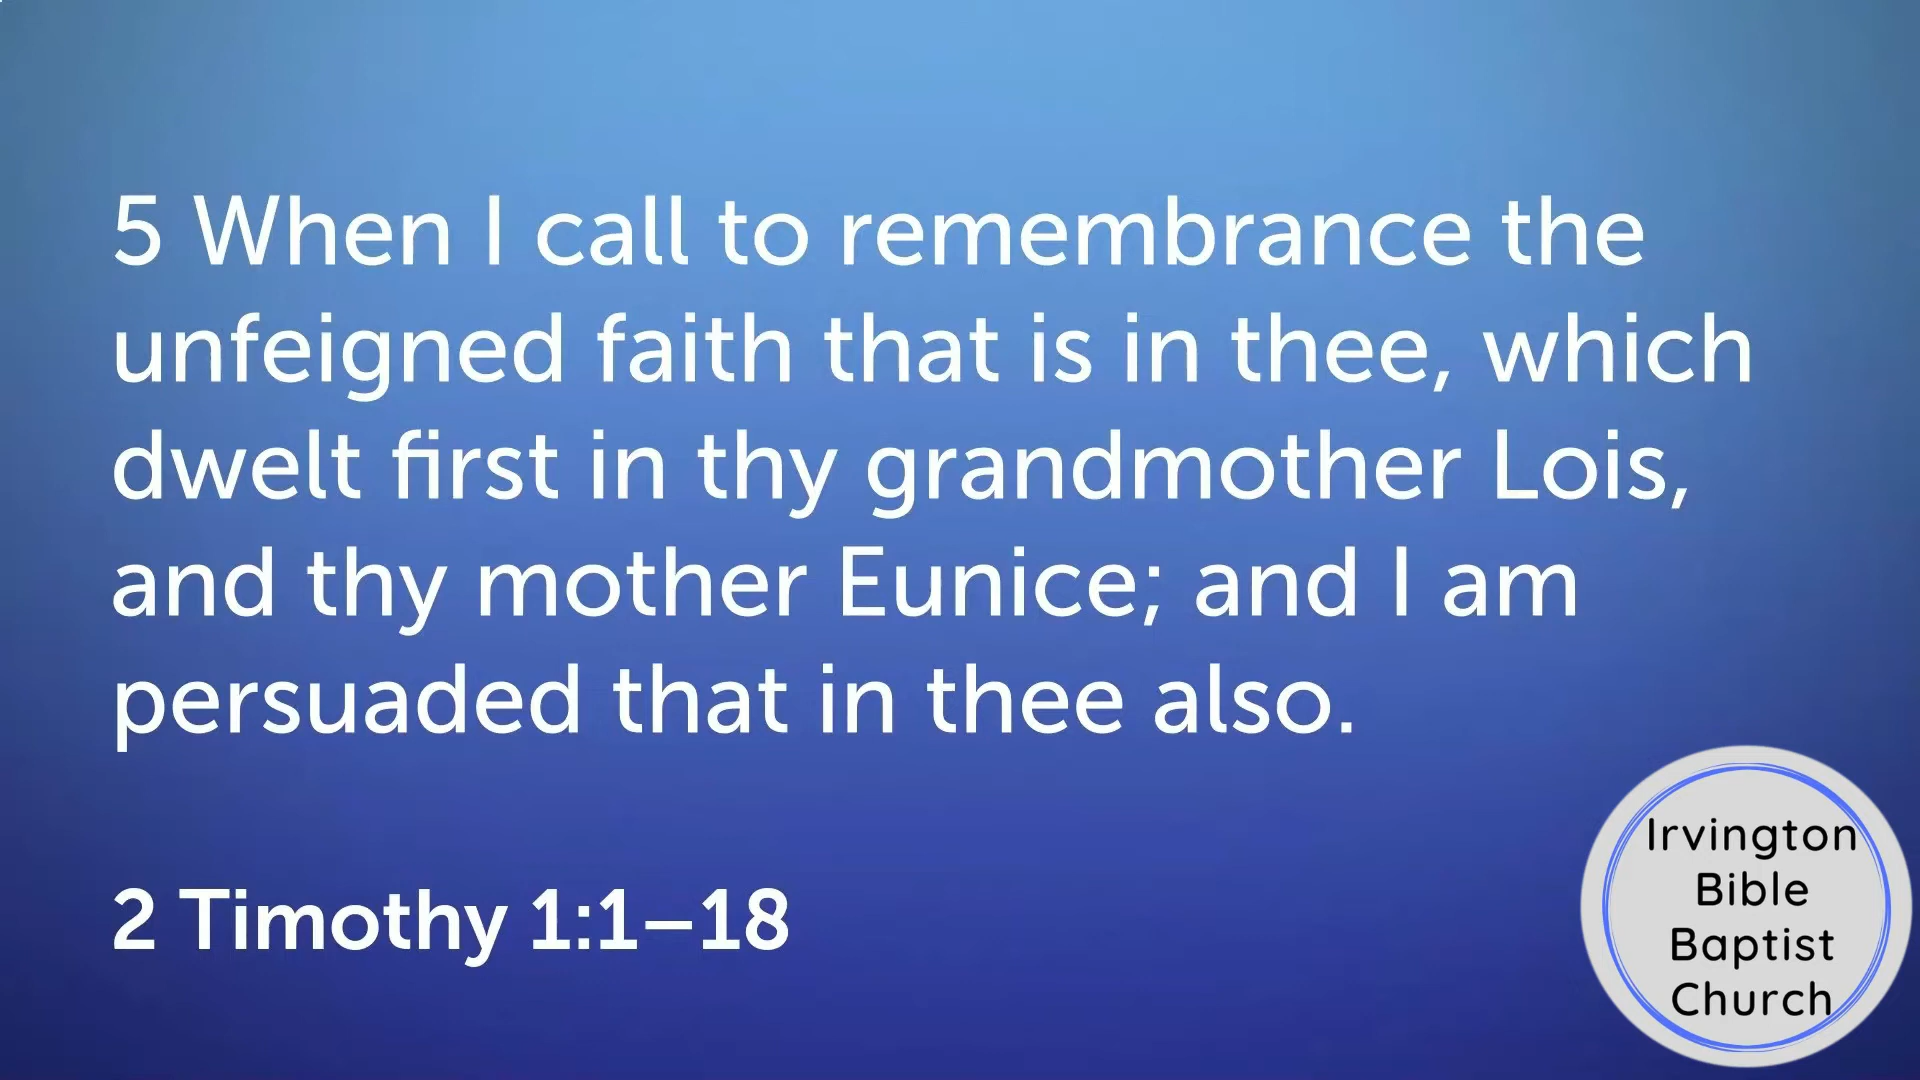 5 When I call to remembrance the
unfeigned faith that is in thee, which
dwelt first in thy grandmother Lois,
and thy mother Eunice; and I am
persuaded that in thee also.
2 Timothy 1:1–18
Irvington
Bible
Baptist
Church